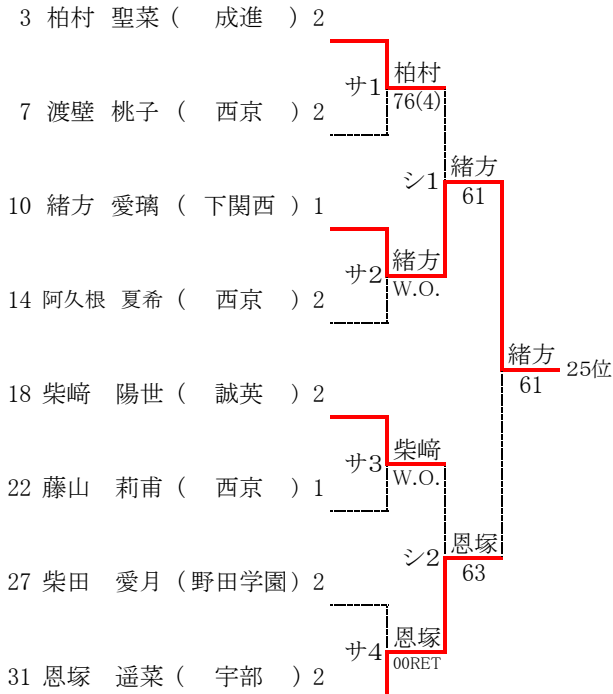 3 柏村 聖菜 ( 成進 ) 2
サ1 柏村
76(4)
7 渡壁 桃子 ( 西京 ) 2
シ1 緒方
61
10 緒方 愛璃 ( 下関西 ) 1
サ2 緒方
W.O.
14 阿久根 夏希 ( 西京 ) 2
緒方 25位
61
18 柴﨑 陽世 ( 誠英 ) 2
サ3 柴﨑
W.O.
22 藤山 莉甫 ( 西京 ) 1
シ2 恩塚
63
27 柴田 愛月 ( 野田学園 ) 2
サ4 恩塚
00RET
31 恩塚 遥菜 ( 宇部 ) 2